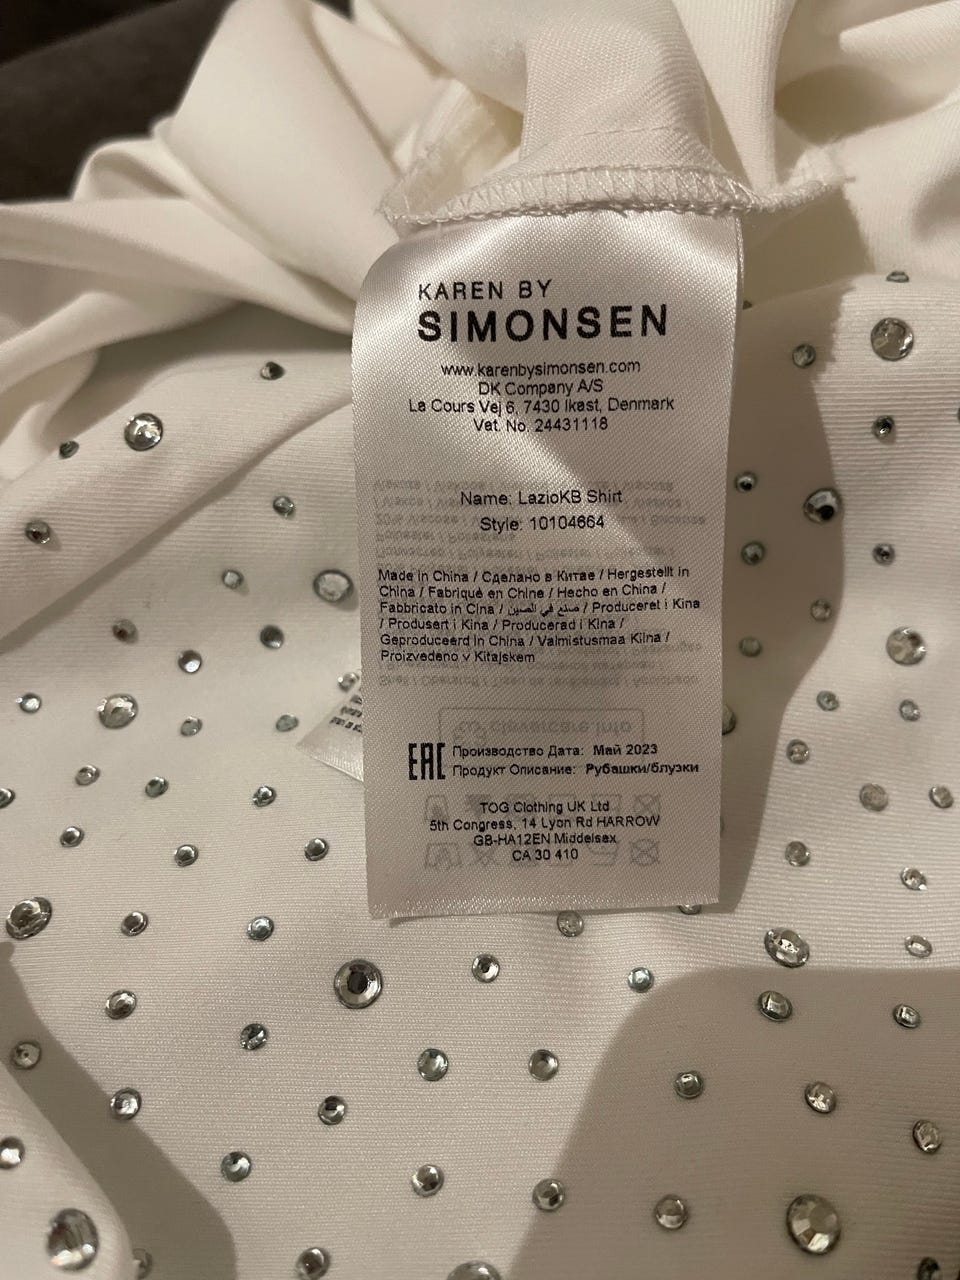 KAREN BY
SIMONSEN
www.karenbysimonsen.com
DK Company A/S
La Cours Vej 6, 7430 Ikast, Denmark
Vat. No. 24431118
Name: LazioKB Shirt
Style: 10104664
Made in China / Сделано в Китае / Hergestellt in
China / Fabriqué en Chine / Hecho en China /
Fabbricato in Cina / صنع في الصين / Produceret i Kina
/ Produsert i Kina / Producerad i Kina /
Geproduceerd in China / Valmistusmaa Kiina /
Proizvedeno v Kitajskem
EAC Производство Дата: Май 2023
Продукт Описание: Рубашки/блузки
TOG Clothing UK Ltd
5th Congress, 14 Lyon Rd HARROW
GB-HA12EN Middelsex
CA 30 410